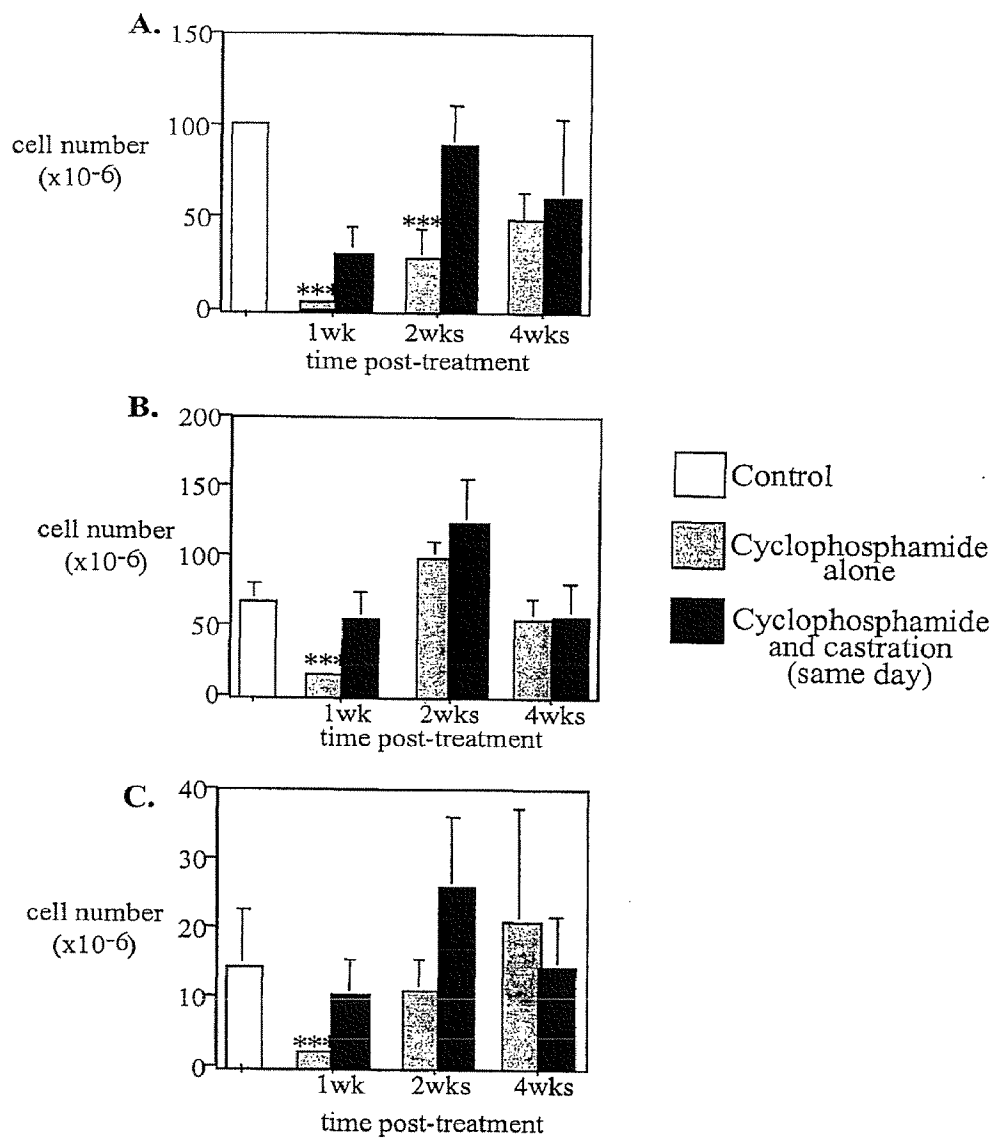 A.
150
100
50
0
cell number
(x10-6)
***
***
1wk 2wks 4wks
time post-treatment
B.
200
150
100
50
0
cell number
(x10-6)
***
1wk 2wks 4wks
time post-treatment
Control
Cyclophosphamide
alone
Cyclophosphamide
and castration
(same day)
C.
40
30
20
10
0
cell number
(x10-6)
***
1wk 2wks 4wks
time post-treatment